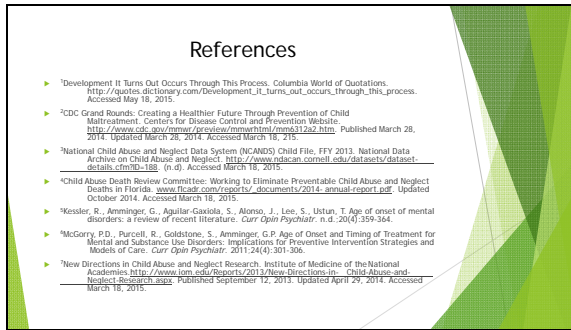 References
¹Development It Turns Out Occurs Through This Process. Columbia World of Quotations.
http://quotes.dictionary.com/Development_it_turns_out_occurs_through_this_process.
Accessed May 18, 2015.
²CDC Grand Rounds: Creating a Healthier Future Through Prevention of Child
Maltreatment. Centers for Disease Control and Prevention Website.
http://www.cdc.gov/mmwr/preview/mmwrhtml/mm6312a2.htm. Published March 28,
2014. Updated March 28, 2014. Accessed March 18, 215.
³National Child Abuse and Neglect Data System (NCANDS) Child File, FFY 2013. National Data
Archive on Child Abuse and Neglect. http://www.ndacan.cornell.edu/datasets/dataset-
details.cfm?ID=188. (n.d). Accessed March 18, 2015.
⁴Child Abuse Death Review Committee: Working to Eliminate Preventable Child Abuse and Neglect
Deaths in Florida. www.flcadr.com/reports/_documents/2014- annual-report.pdf. Updated
October 2014. Accessed March 18, 2015.
⁵Kessler, R., Amminger, G., Aguilar-Gaxiola, S., Alonso, J., Lee, S., Ustun, T. Age of onset of mental
disorders: a review of recent literature. Curr Opin Psychiatr. n.d.;20(4):359-364.
⁶McGorry, P.D., Purcell, R., Goldstone, S., Amminger, G.P. Age of Onset and Timing of Treatment for
Mental and Substance Use Disorders: Implications for Preventive Intervention Strategies and
Models of Care. Curr Opin Psychiatr. 2011;24(4):301-306.
⁷New Directions in Child Abuse and Neglect Research. Institute of Medicine of the National
Academies.http://www.iom.edu/Reports/2013/New-Directions-in- Child-Abuse-and-
Neglect-Research.aspx. Published September 12, 2013. Updated April 29, 2014. Accessed
March 18, 2015.